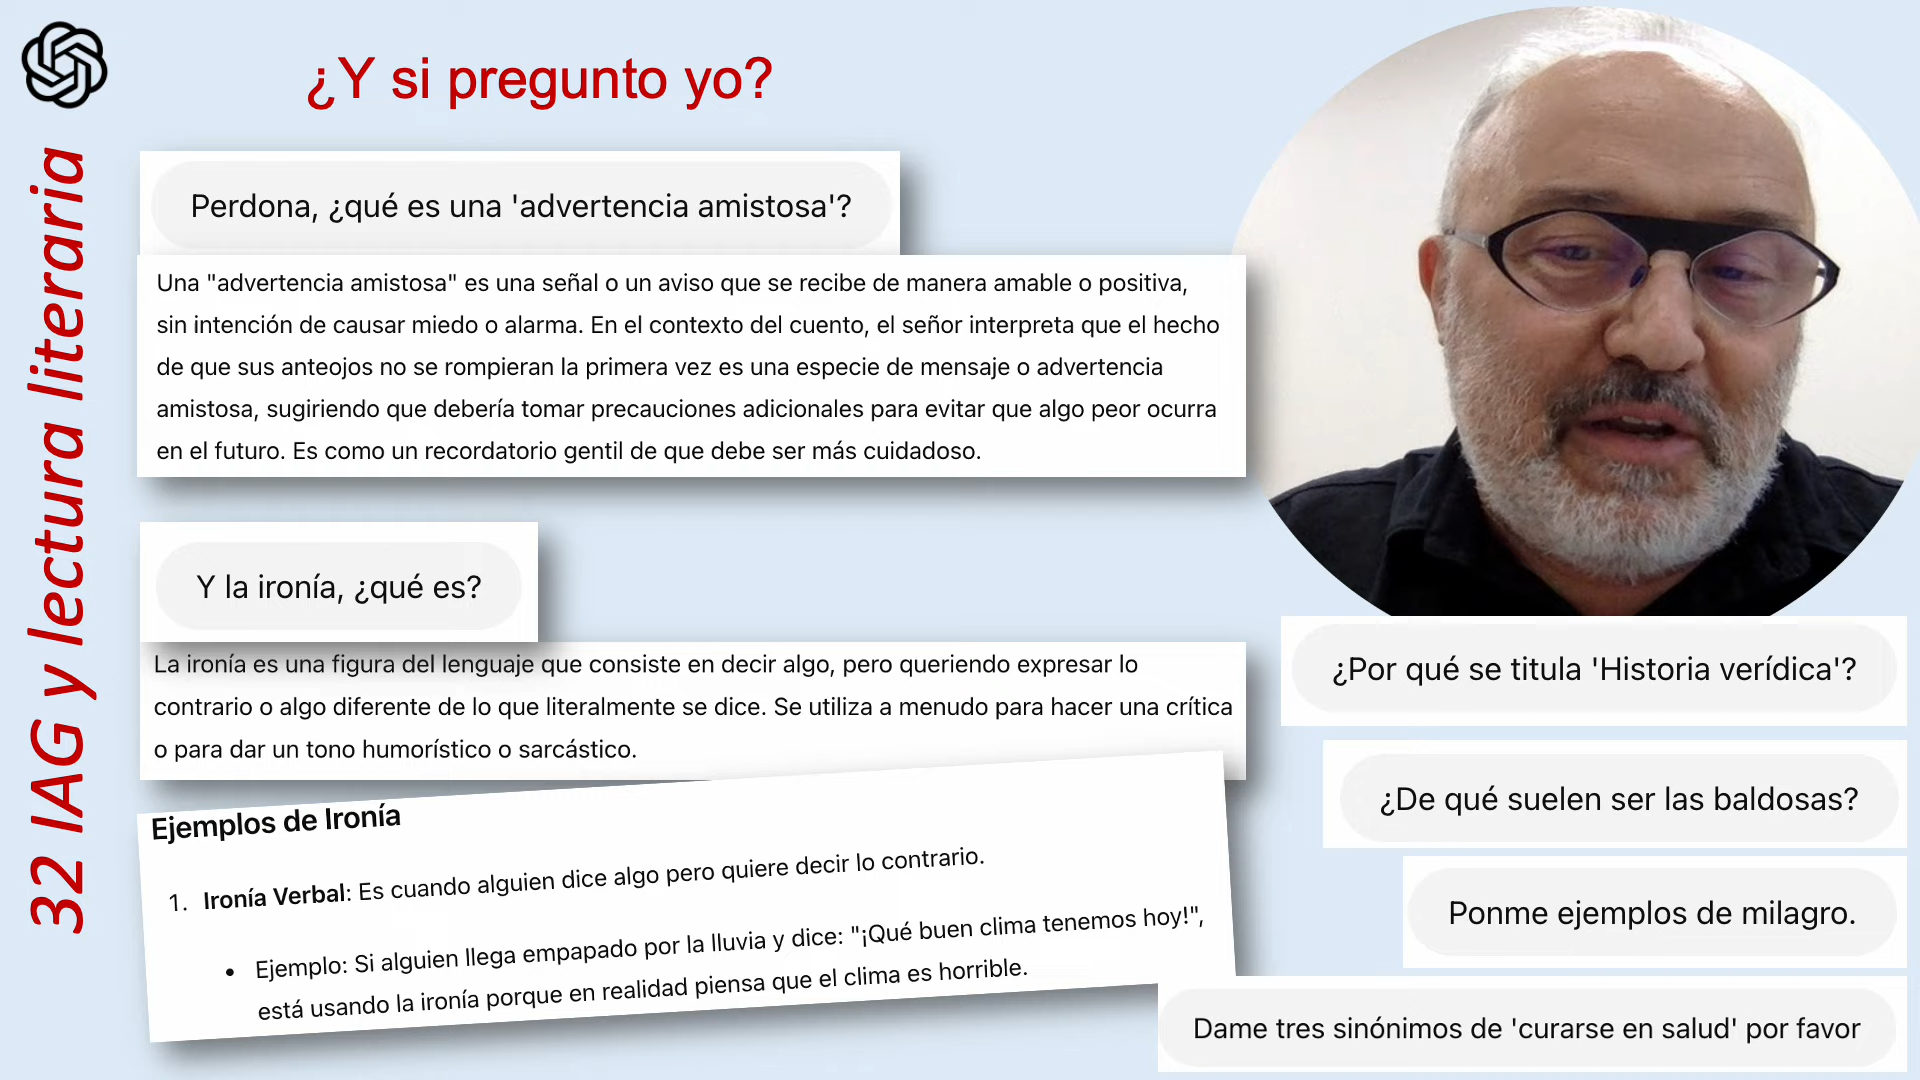 ¿Y si pregunto yo?
32 IAG y lectura literaria
Perdona, ¿qué es una 'advertencia amistosa'?
Una "advertencia amistosa" es una señal o un aviso que se recibe de manera amable o positiva,
sin intención de causar miedo o alarma. En el contexto del cuento, el señor interpreta que el hecho
de que sus anteojos no se rompieran la primera vez es una especie de mensaje o advertencia
amistosa, sugiriendo que debería tomar precauciones adicionales para evitar que algo peor ocurra
en el futuro. Es como un recordatorio gentil de que debe ser más cuidadoso.
Y la ironía, ¿qué es?
La ironía es una figura del lenguaje que consiste en decir algo, pero queriendo expresar lo
contrario o algo diferente de lo que literalmente se dice. Se utiliza a menudo para hacer una crítica
o para dar un tono humorístico o sarcástico.
Ejemplos de Ironía
1. Ironía Verbal: Es cuando alguien dice algo pero quiere decir lo contrario.
• Ejemplo: Si alguien llega empapado por la lluvia y dice: "¡Qué buen clima tenemos hoy!",
está usando la ironía porque en realidad piensa que el clima es horrible.
¿Por qué se titula 'Historia verídica'?
¿De qué suelen ser las baldosas?
Ponme ejemplos de milagro.
Dame tres sinónimos de 'curarse en salud' por favor